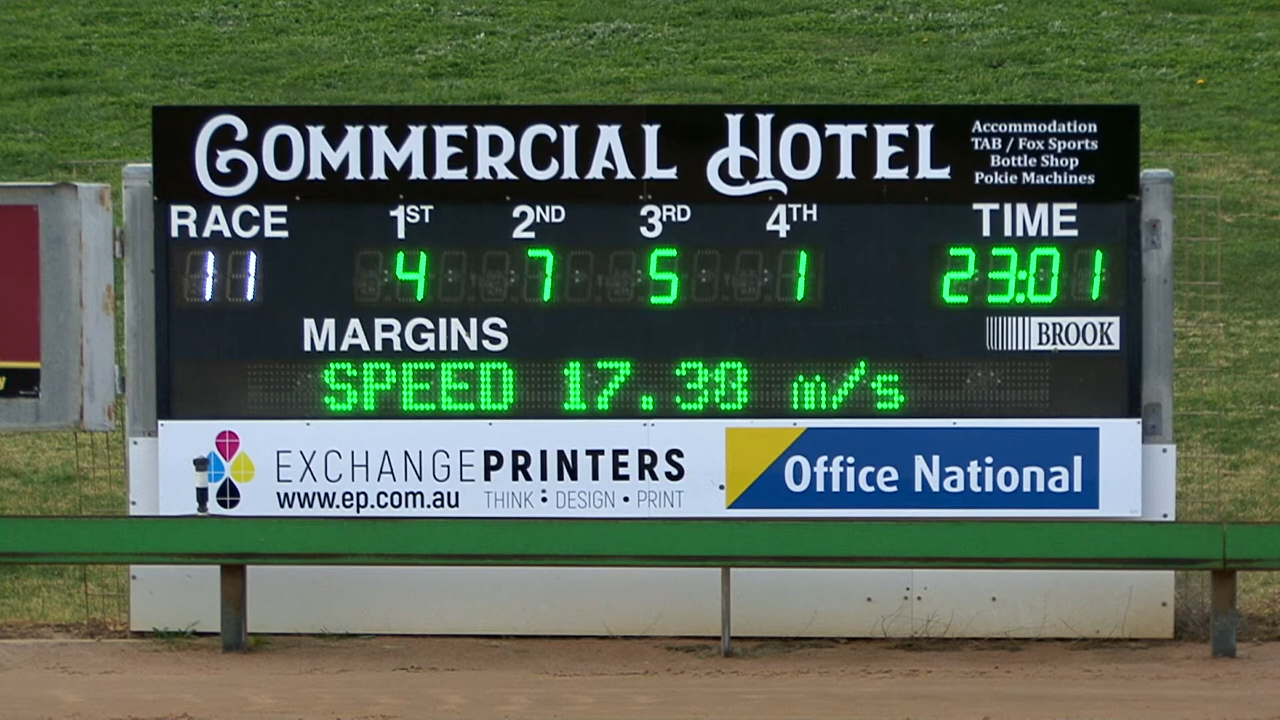 COMMERCIAL HOTEL
Accommodation
TAB / Fox Sports
Bottle Shop
Pokie Machines
RACE 1ST 2ND 3RD 4TH TIME
11 4 7 5 1 23:01
MARGINS
BROOK
SPEED 17.38 m/s
EXCHANGEPRINTERS
www.ep.com.au THINK • DESIGN • PRINT
Office National